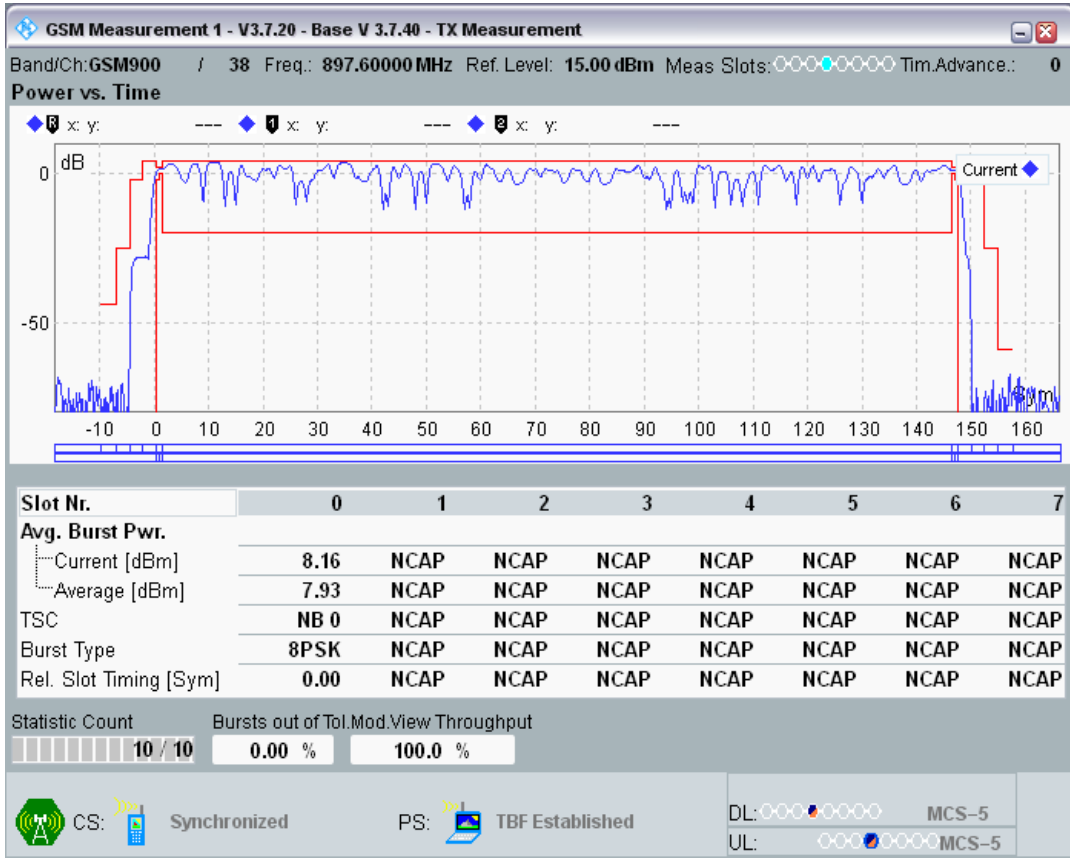 GSM Measurement 1 - V3.7.20 - Base V 3.7.40 - TX Measurement
Band/Ch:GSM900 / 38 Freq.: 897.60000 MHz Ref. Level: 15.00 dBm Meas Slots: Tim.Advance.: 0
Power vs. Time
R x: y: --- 1 x: y: --- 2 x: y: ---
dB
Current
0
-50
Sym
-10 0 10 20 30 40 50 60 70 80 90 100 110 120 130 140 150 160
Slot Nr. 0 1 2 3 4 5 6 7
Avg. Burst Pwr.
Current [dBm] 8.16 NCAP NCAP NCAP NCAP NCAP NCAP NCAP
Average [dBm] 7.93 NCAP NCAP NCAP NCAP NCAP NCAP NCAP
TSC NB 0 NCAP NCAP NCAP NCAP NCAP NCAP NCAP
Burst Type 8PSK NCAP NCAP NCAP NCAP NCAP NCAP NCAP
Rel. Slot Timing [Sym] 0.00 NCAP NCAP NCAP NCAP NCAP NCAP NCAP
Statistic Count Bursts out of Tol.Mod.View Throughput
10 / 10 0.00 % 100.0 %
CS: Synchronized PS: TBF Established
DL: MCS-5
UL: MCS-5